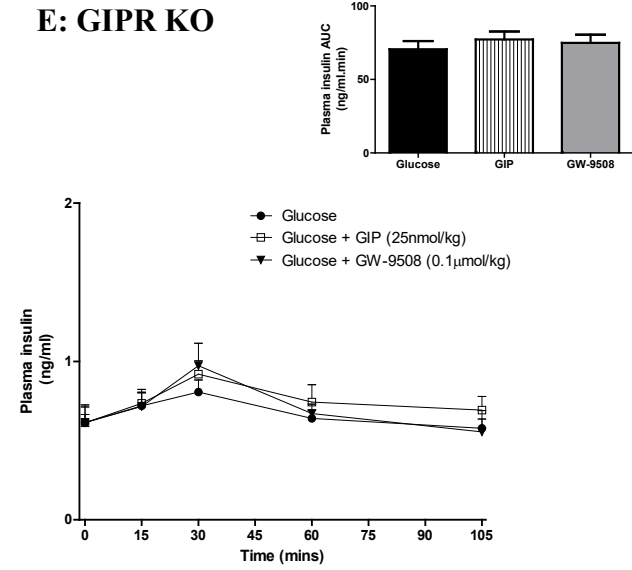 E: GIPR KO
Plasma insulin AUC
(ng/ml.min)
100
50
0
Glucose
GIP
GW-9508
Glucose
Glucose + GIP (25nmol/kg)
Glucose + GW-9508 (0.1μmol/kg)
Plasma insulin
(ng/ml)
2
1
0
0 15 30 45 60 75 90 105
Time (mins)